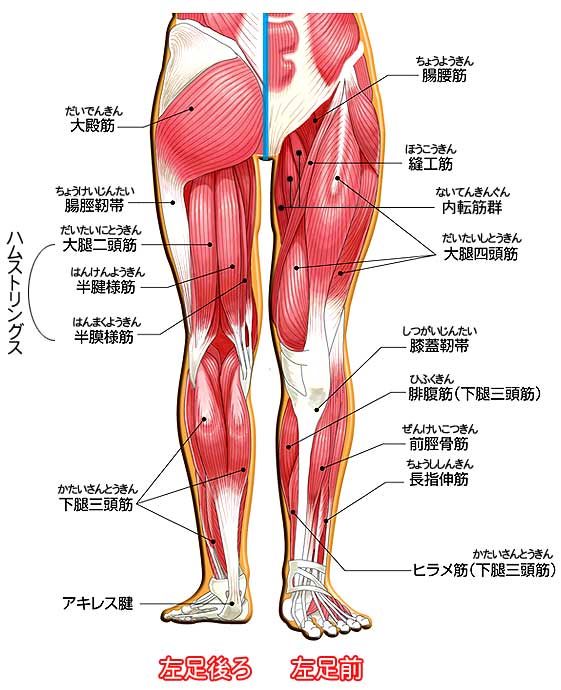 だいでんきん
大殿筋
ちょうけいじんたい
腸脛靭帯
ハムストリングス
だいたいにとうきん
大腿二頭筋
はんけんようきん
半腱様筋
はんまくようきん
半膜様筋
かたいさんとうきん
下腿三頭筋
アキレス腱
ちょうようきん
腸腰筋
ほうこうきん
縫工筋
ないてんきんぐん
内転筋群
だいたいしとうきん
大腿四頭筋
しつがいじんたい
膝蓋靭帯
ひふくきん
腓腹筋(下腿三頭筋)
ぜんけいこつきん
前脛骨筋
ちょうししんきん
長指伸筋
かたいさんとうきん
ヒラメ筋(下腿三頭筋)
左足後ろ
左足前